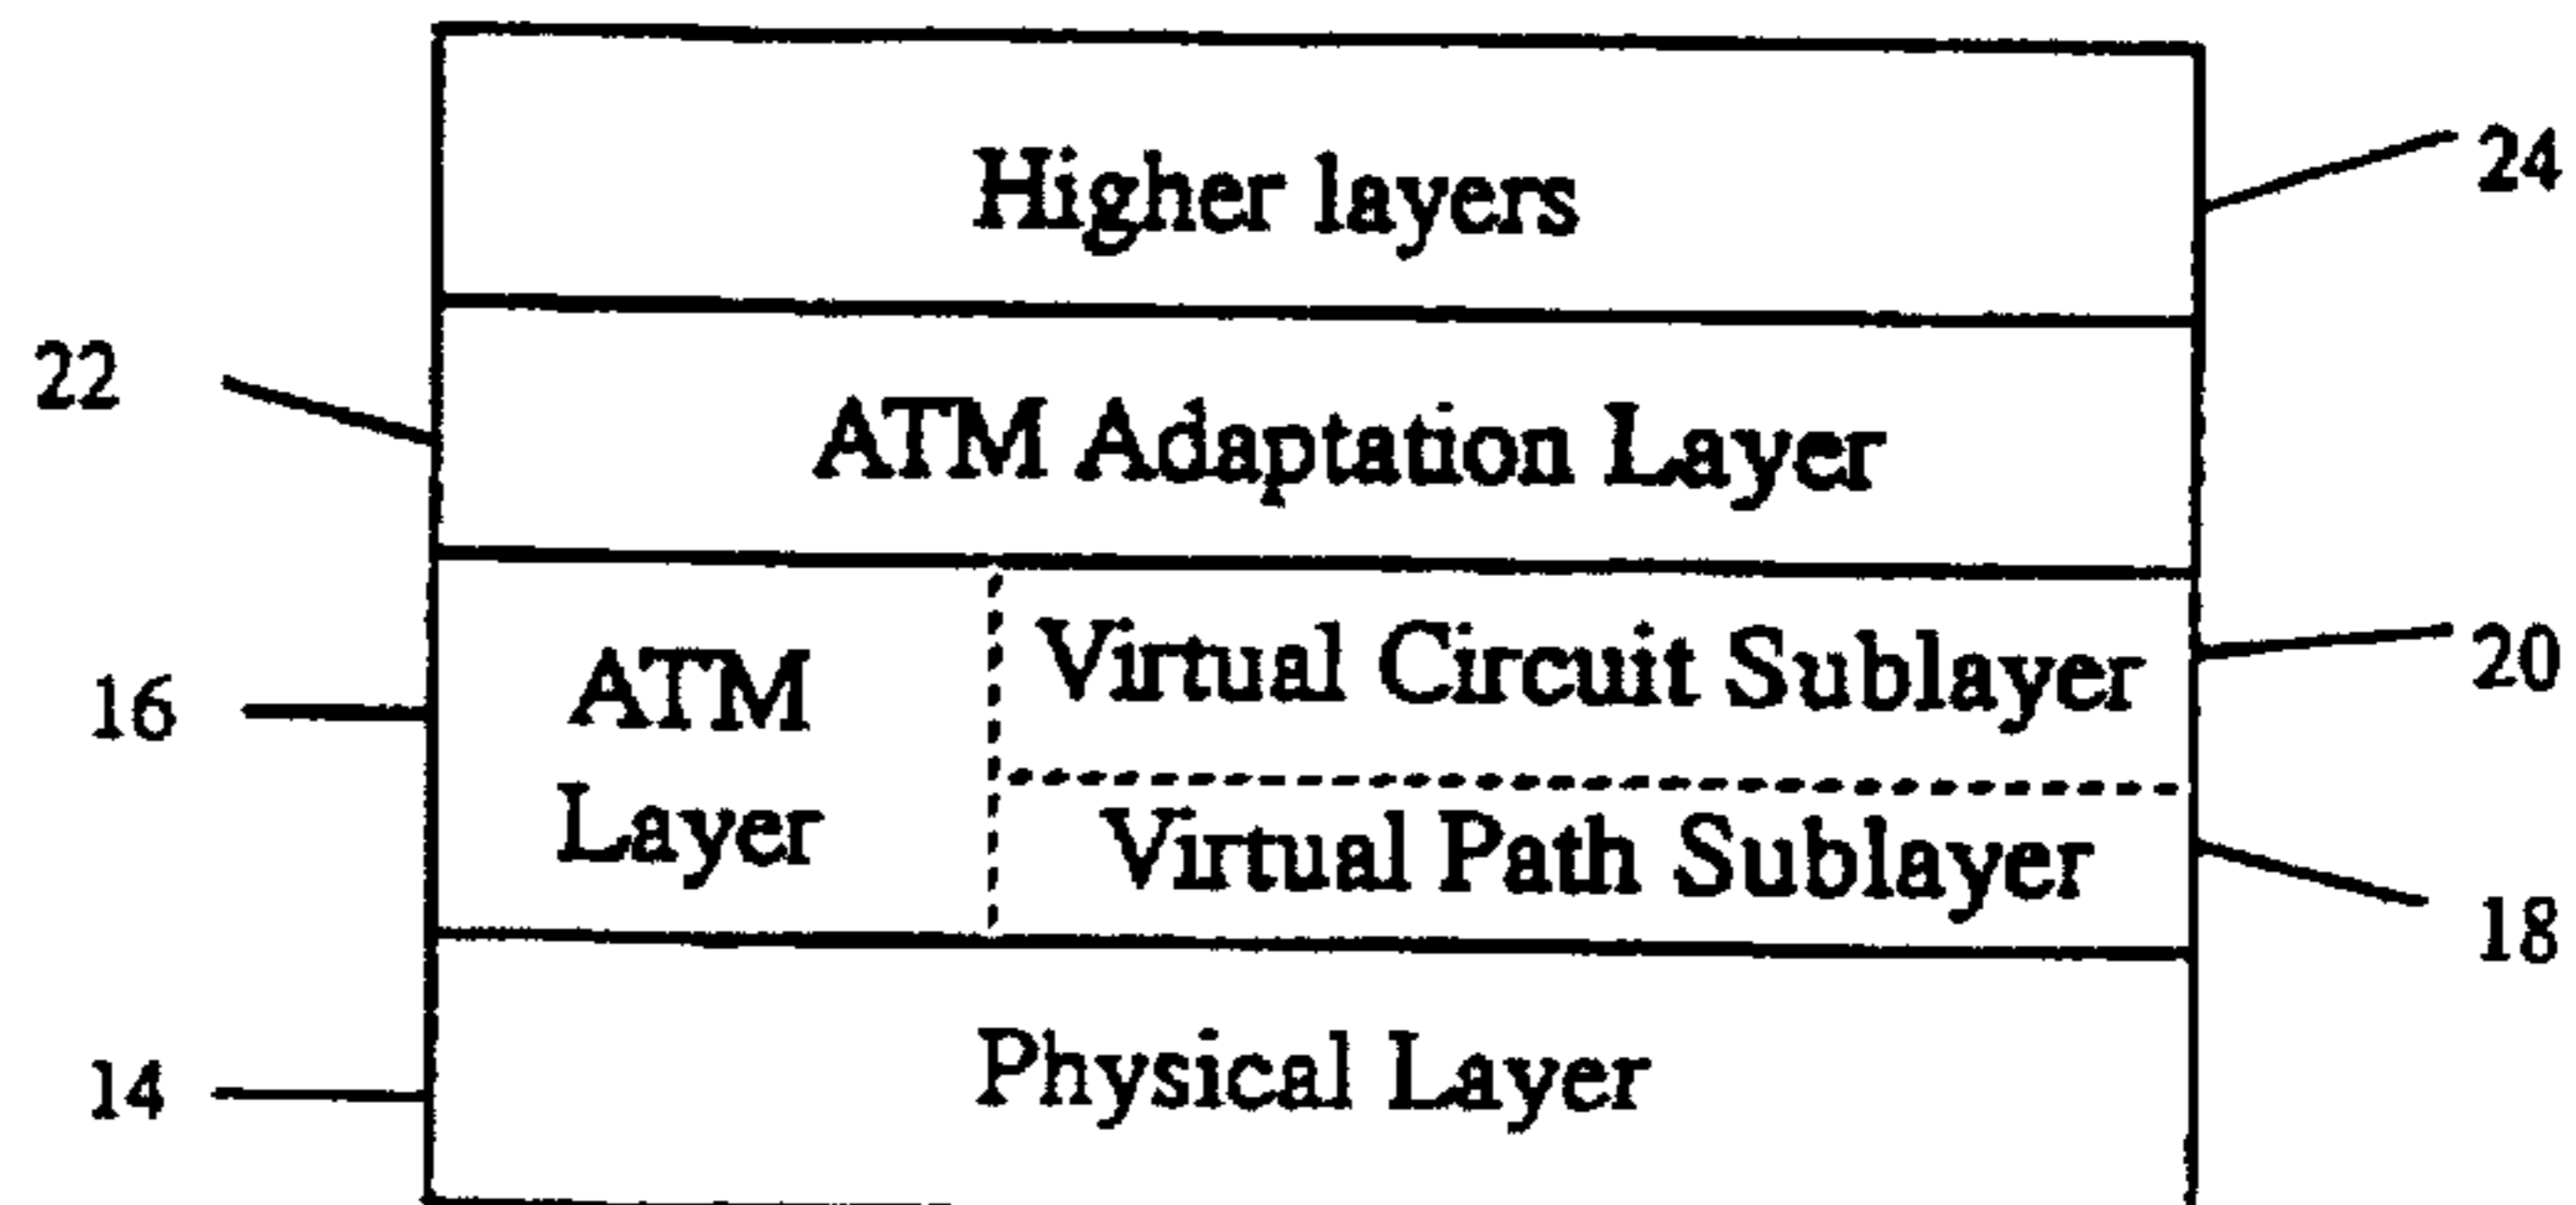 Higher layers
24
22
ATM Adaptation Layer
16
ATM
Layer
Virtual Circuit Sublayer
20
Virtual Path Sublayer
18
14
Physical Layer